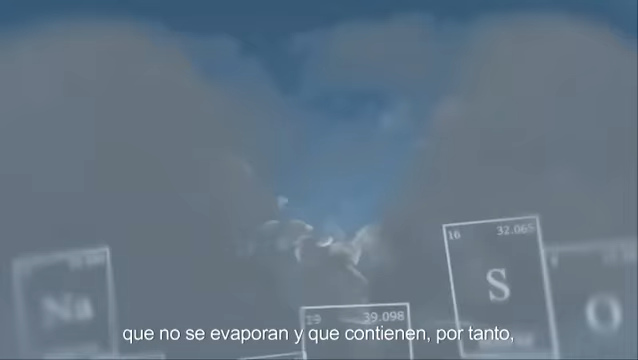 16 32.065
S
Na
O
19 39.098
que no se evaporan y que contienen, por tanto,